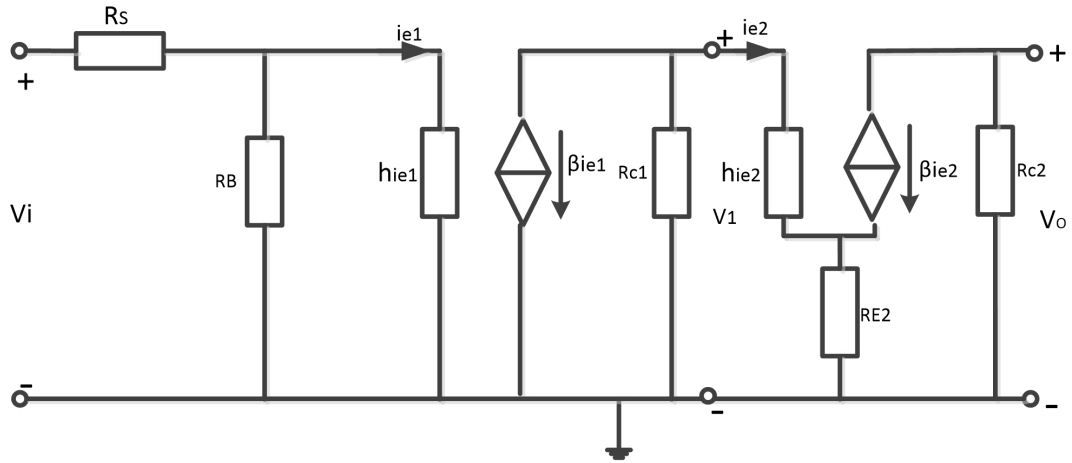 Rs
ie1
+
ie2
+
+
RB
hie1
βie1
Rc1
hie2
βie2
Rc2
Vi
V1
Vo
RE2
-
-
-